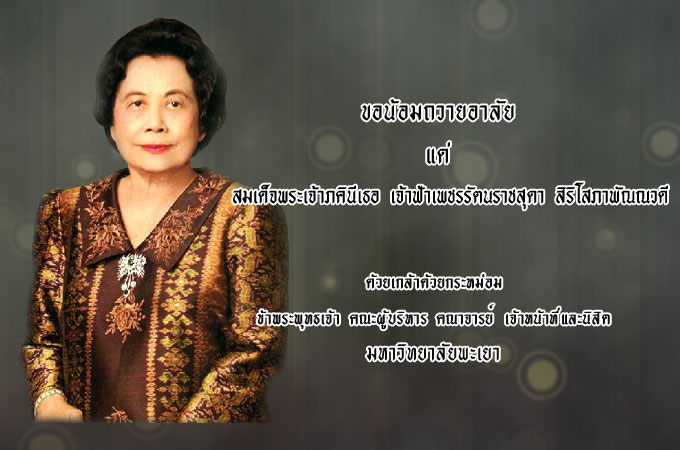 ขอน้อมถวายอาลัย
แด่
สมเด็จพระเจ้าภคินีเธอ เจ้าฟ้าเพชรรัตนราชสุดา สิริโสภาพัณณวดี
ด้วยเกล้าด้วยกระหม่อม
ข้าพระพุทธเจ้า คณะผู้บริหาร คณาจารย์ เจ้าหน้าที่และนิสิต
มหาวิทยาลัยพะเยา